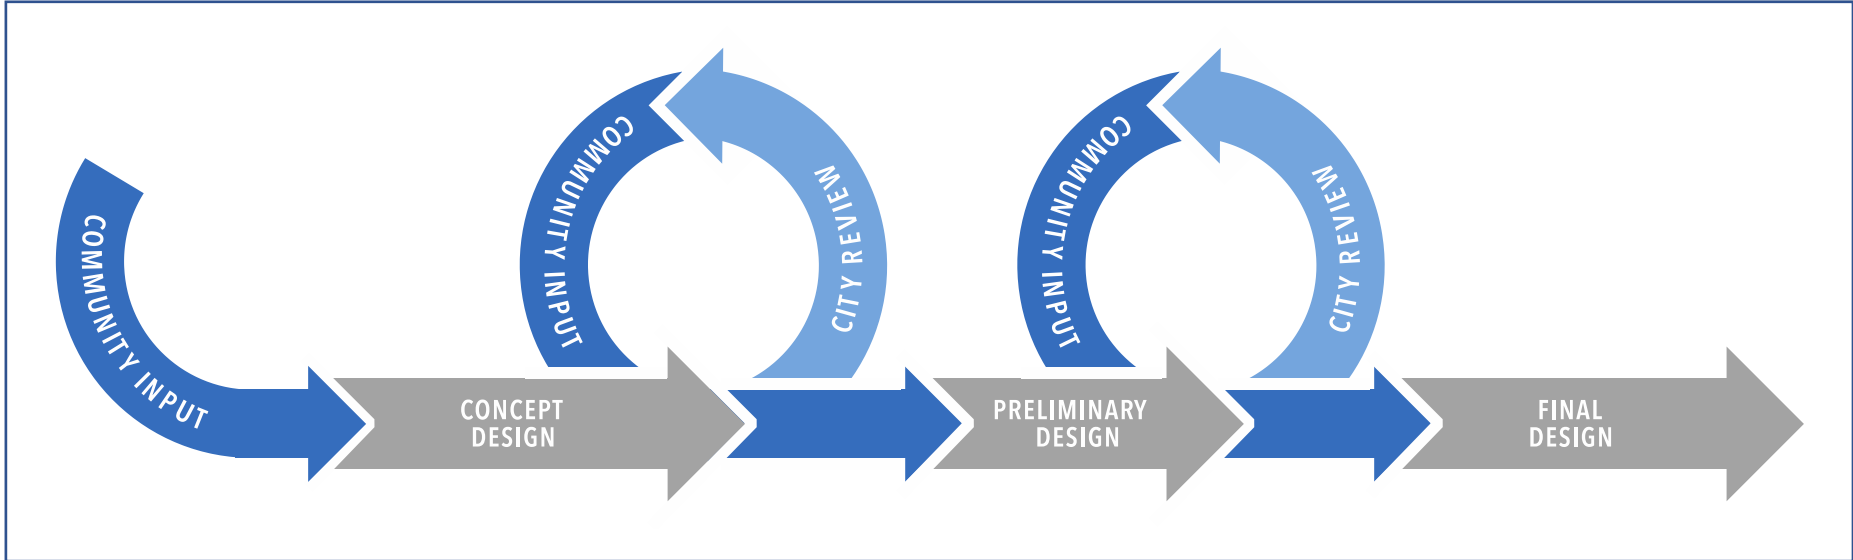 COMMUNITY INPUT
CONCEPT
DESIGN
COMMUNITY INPUT
CITY REVIEW
PRELIMINARY
DESIGN
COMMUNITY INPUT
CITY REVIEW
FINAL
DESIGN